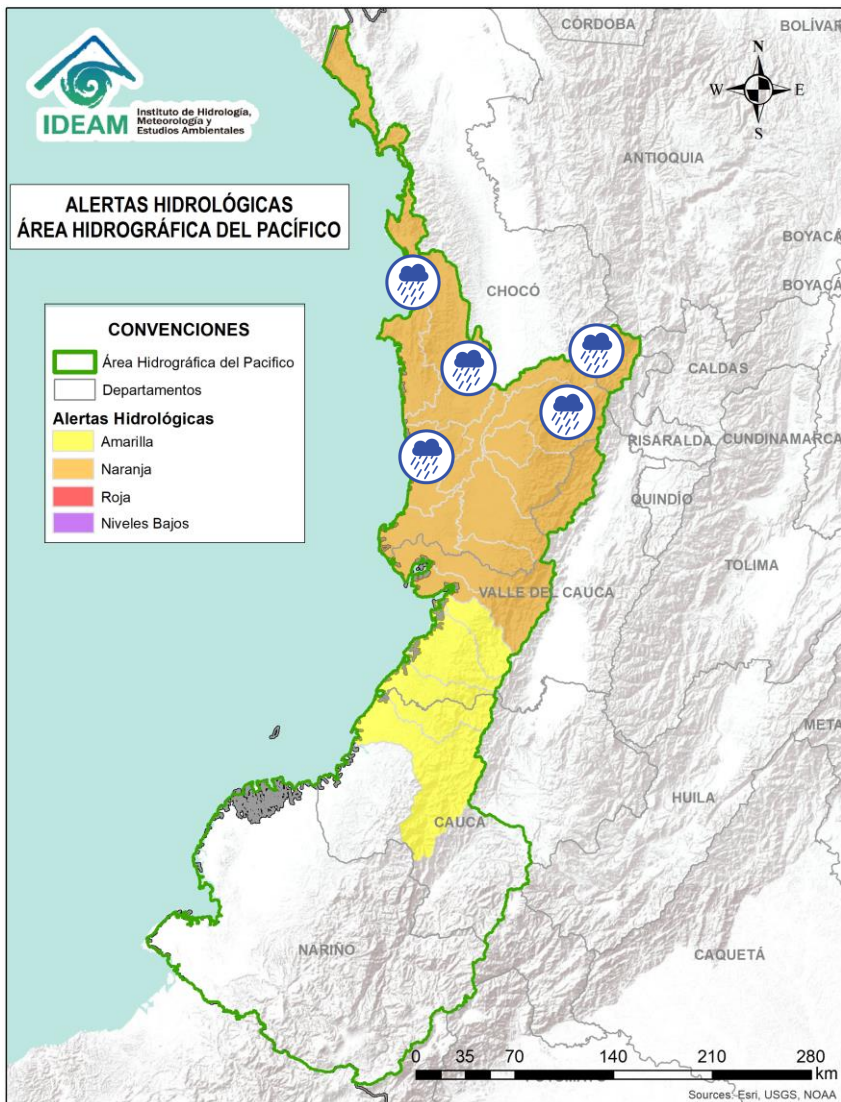 CÓRDOBA
BOLÍVAR
IDEAM
Instituto de Hidrología,
Meteorología y
Estudios Ambientales
N
W
E
S
ANTIOQUIA
ALERTAS HIDROLÓGICAS
ÁREA HIDROGRÁFICA DEL PACÍFICO
BOYACÁ
BOYACÁ
CHOCÓ
CONVENCIONES
Área Hidrográfica del Pacifico
Departamentos
Alertas Hidrológicas
Amarilla
Naranja
Roja
Niveles Bajos
CALDAS
RISARALDA
CUNDINAMARCA
QUINDÍO
TOLIMA
VALLE DEL CAUCA
META
HUILA
CAUCA
NARIÑO
CAQUETÁ
0 35 70 140 210 280
km
Sources: Esri, USGS, NOAA